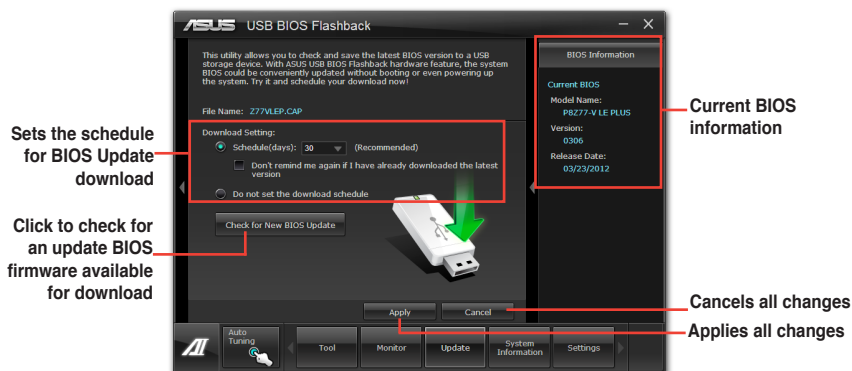 ASUS USB BIOS Flashback
This utility allows you to check and save the latest BIOS version to a USB
storage device. With ASUS USB BIOS Flashback hardware feature, the system
BIOS could be conveniently updated without booting or even powering up
the system. Try it and schedule your download now!
File Name: Z77VLEP.CAP
Download Setting:
Schedule(days): 30 (Recommended)
Don't remind me again if I have already downloaded the latest
version
Do not set the download schedule
Check for New BIOS Update
Apply
Cancel
BIOS Information
Current BIOS
Model Name:
P8Z77-V LE PLUS
Version:
0306
Release Date:
03/23/2012
Auto
Tuning
Tool
Monitor
Update
System
Information
Settings
Sets the schedule
for BIOS Update
download
Click to check for
an update BIOS
firmware available
for download
Current BIOS
information
Cancels all changes
Applies all changes